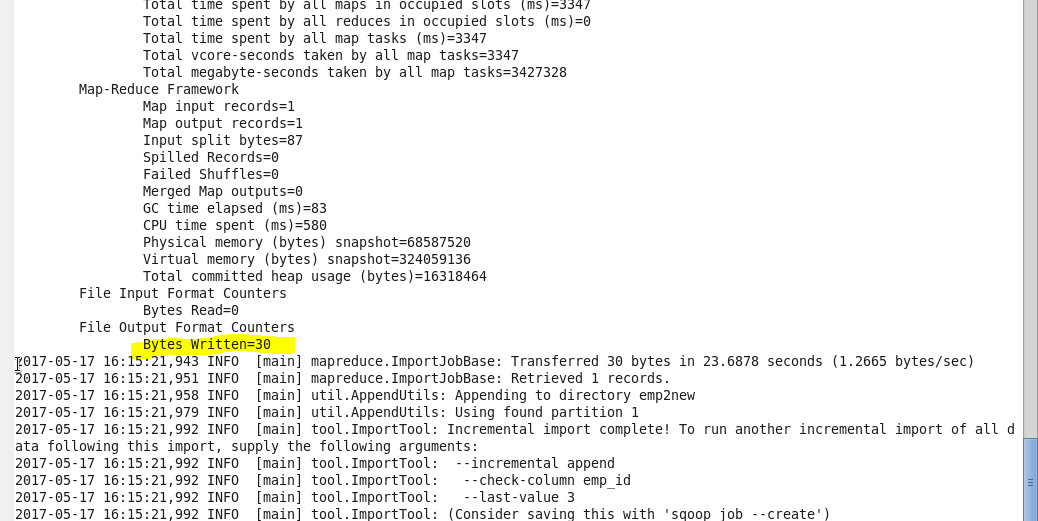 Total time spent by all maps in occupied slots (ms)=3347
Total time spent by all reduces in occupied slots (ms)=0
Total time spent by all map tasks (ms)=3347
Total vcore-seconds taken by all map tasks=3347
Total megabyte-seconds taken by all map tasks=3427328
Map-Reduce Framework
Map input records=1
Map output records=1
Input split bytes=87
Spilled Records=0
Failed Shuffles=0
Merged Map outputs=0
GC time elapsed (ms)=83
CPU time spent (ms)=580
Physical memory (bytes) snapshot=68587520
Virtual memory (bytes) snapshot=324059136
Total committed heap usage (bytes)=16318464
File Input Format Counters
Bytes Read=0
File Output Format Counters
Bytes Written=30
2017-05-17 16:15:21,943 INFO  [main] mapreduce.ImportJobBase: Transferred 30 bytes in 23.6878 seconds (1.2665 bytes/sec)
2017-05-17 16:15:21,951 INFO  [main] mapreduce.ImportJobBase: Retrieved 1 records.
2017-05-17 16:15:21,958 INFO  [main] util.AppendUtils: Appending to directory emp2new
2017-05-17 16:15:21,979 INFO  [main] util.AppendUtils: Using found partition 1
2017-05-17 16:15:21,992 INFO  [main] tool.ImportTool: Incremental import complete! To run another incremental import of all d
ata following this import, supply the following arguments:
2017-05-17 16:15:21,992 INFO  [main] tool.ImportTool:  --incremental append
2017-05-17 16:15:21,992 INFO  [main] tool.ImportTool:   --check-column emp_id
2017-05-17 16:15:21,992 INFO  [main] tool.ImportTool:   --last-value 3
2017-05-17 16:15:21,992 INFO  [main] tool.ImportTool: (Consider saving this with 'sqoop job --create')